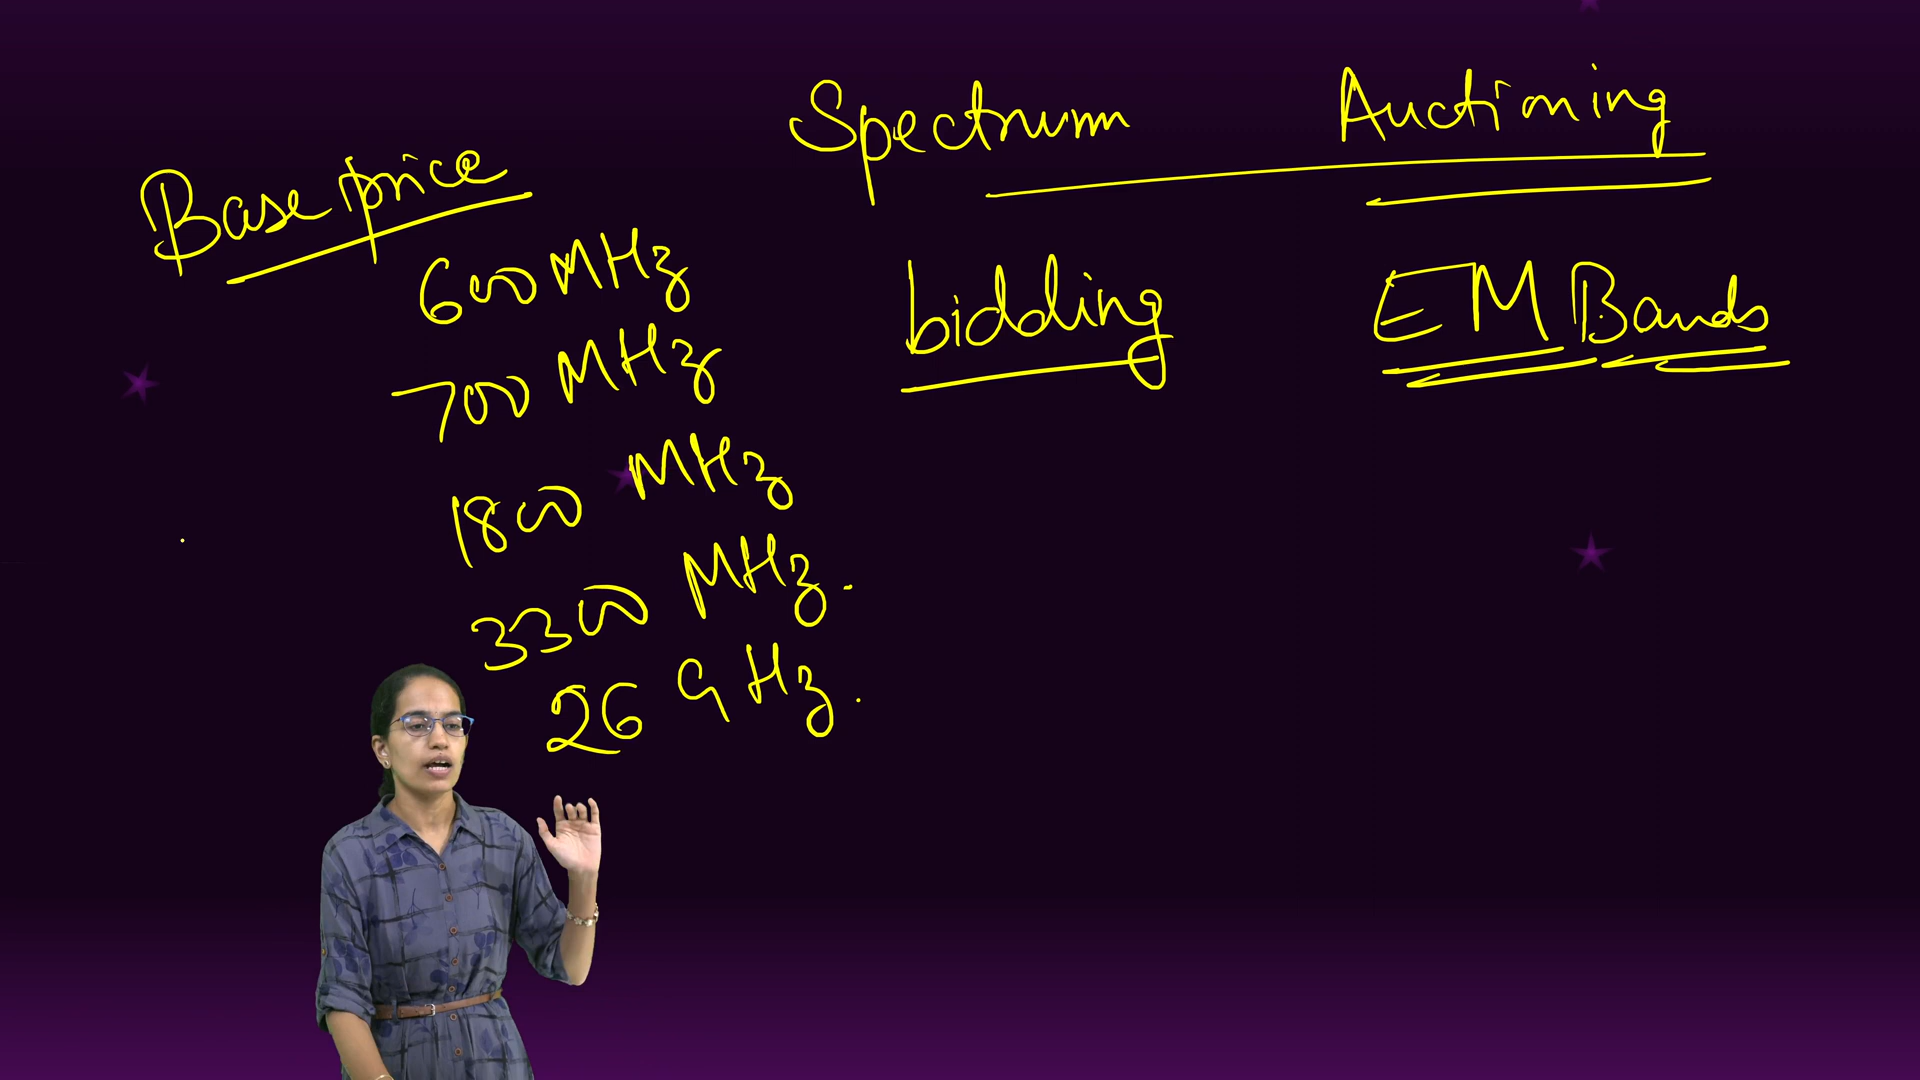 Spectrum Auctioning
Base price
600 MHz
bidding
EM Bands
700 MHz
1800 MHz
3300 MHz.
26 GHz.